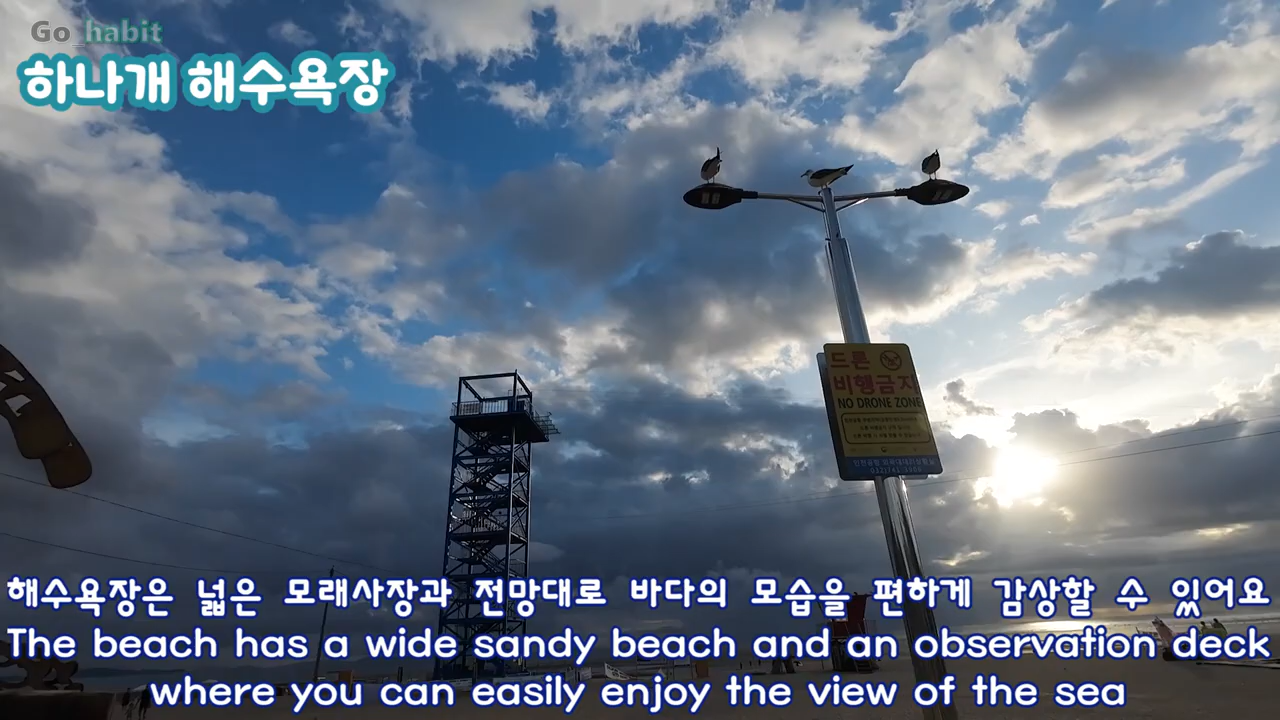 Go_habit
하나개 해수욕장
드론
비행금지
NO DRONE ZONE
해수욕장은 넓은 모래사장과 전망대로 바다의 모습을 편하게 감상할 수 있어요
The beach has a wide sandy beach and an observation deck
where you can easily enjoy the view of the sea